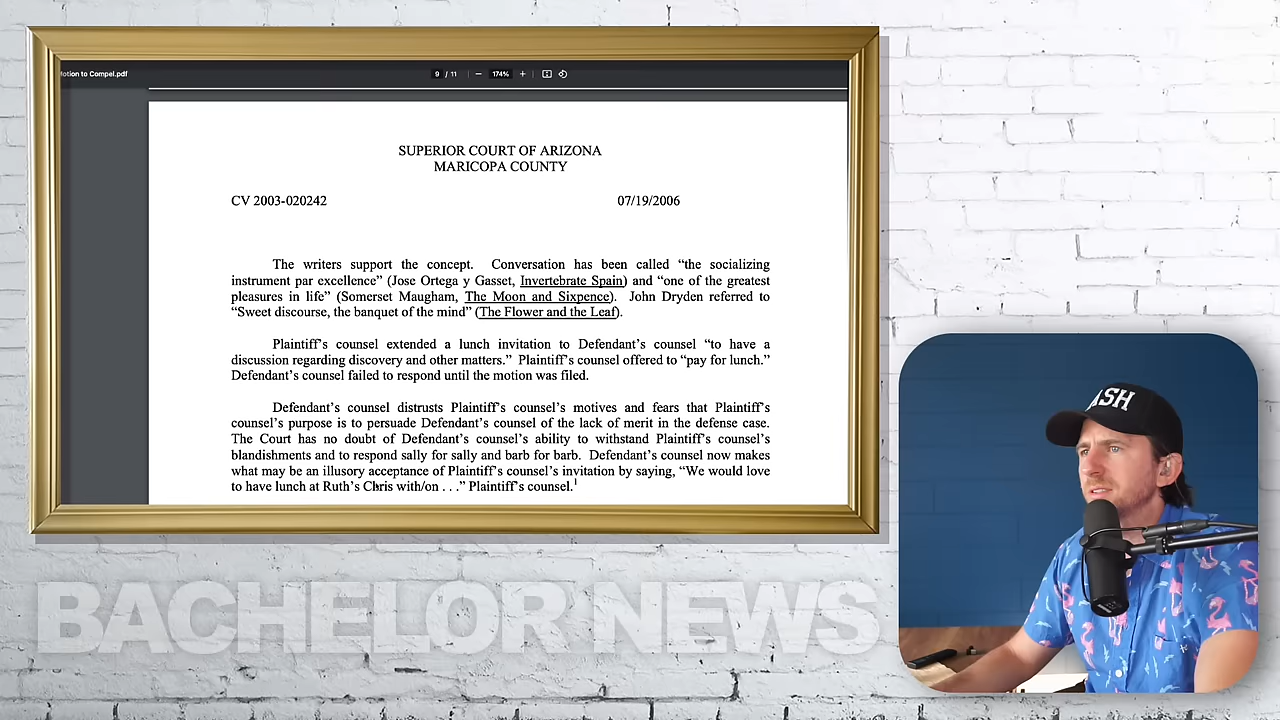 otion to Compel.pdf
9 / 11
174%
SUPERIOR COURT OF ARIZONA
MARICOPA COUNTY
CV 2003-020242
07/19/2006
The writers support the concept. Conversation has been called “the socializing
instrument par excellence” (Jose Ortega y Gasset, Invertebrate Spain) and “one of the greatest
pleasures in life” (Somerset Maugham, The Moon and Sixpence). John Dryden referred to
“Sweet discourse, the banquet of the mind” (The Flower and the Leaf).
Plaintiff’s counsel extended a lunch invitation to Defendant’s counsel “to have a
discussion regarding discovery and other matters.” Plaintiff’s counsel offered to “pay for lunch.”
Defendant’s counsel failed to respond until the motion was filed.
Defendant’s counsel distrusts Plaintiff’s counsel’s motives and fears that Plaintiff’s
counsel’s purpose is to persuade Defendant’s counsel of the lack of merit in the defense case.
The Court has no doubt of Defendant’s counsel’s ability to withstand Plaintiff’s counsel’s
blandishments and to respond sally for sally and barb for barb. Defendant’s counsel now makes
what may be an illusory acceptance of Plaintiff’s counsel’s invitation by saying, “We would love
to have lunch at Ruth’s Chris with/on . . .” Plaintiff’s counsel.1
ASH
BACHELOR NEWS